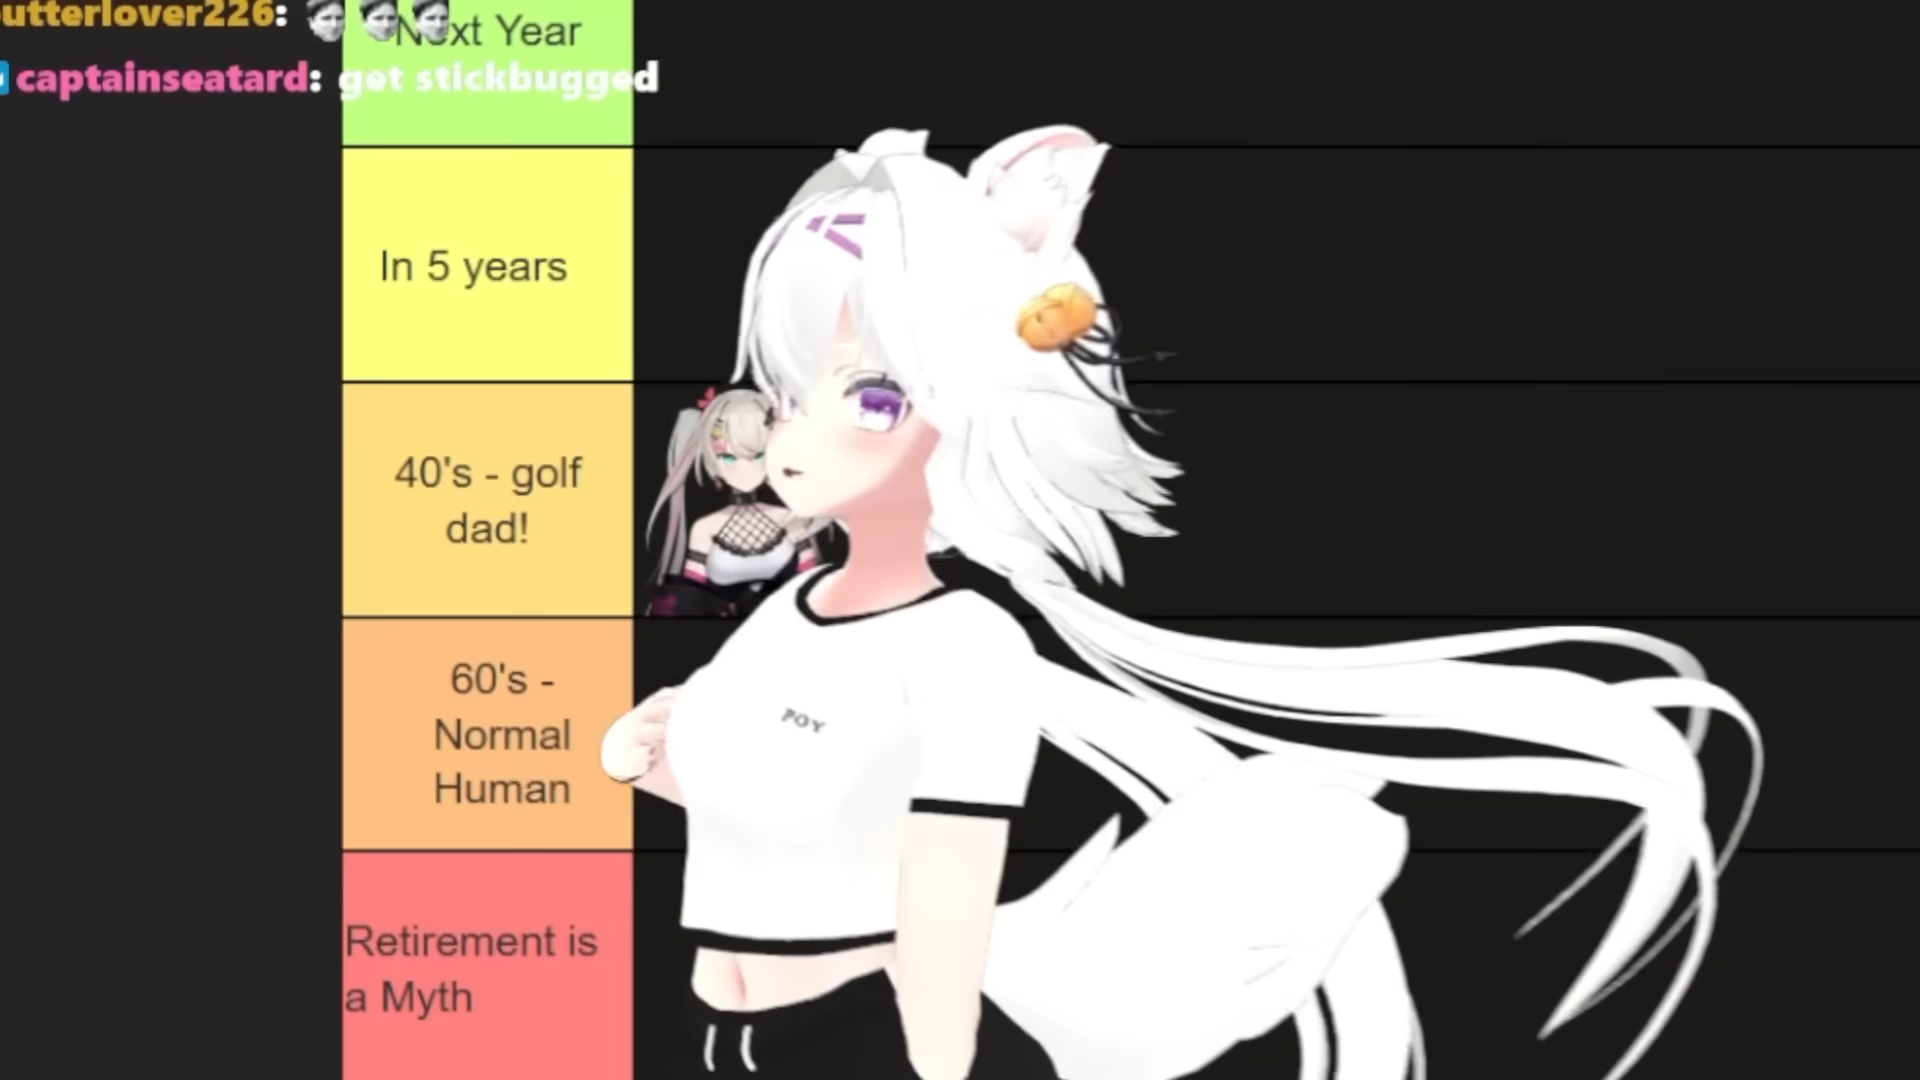 utterlover226:
Next Year
captainseatard: get stickbugged
In 5 years
40's - golf
dad!
60's -
Normal
Human
POY
Retirement is
a Myth